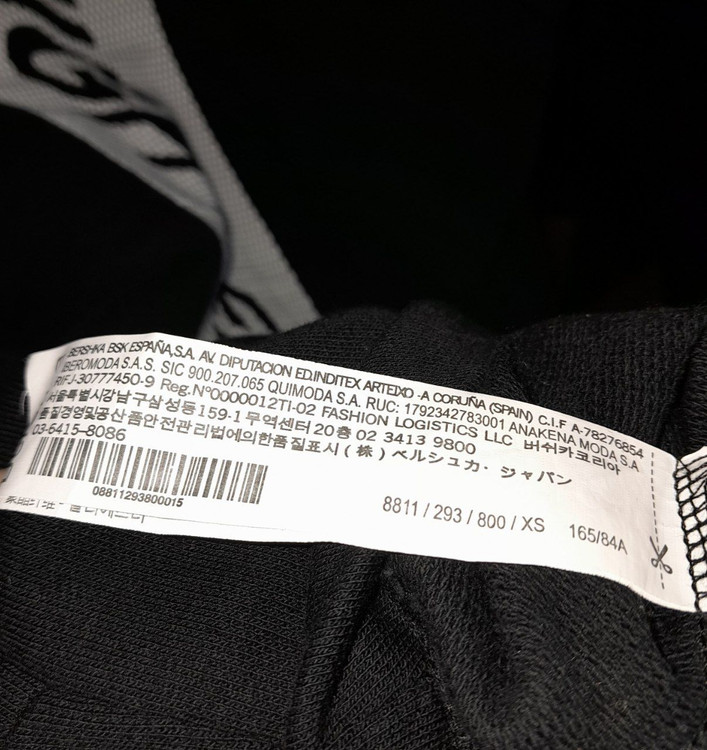 BERSHKA BSK ESPAÑA,S.A. AV. DIPUTACION ED.INDITEX ARTEIXO -A CORUÑA (SPAIN) C.I.F A-78276854
IBEROMODA S.A.S. SIC 900.207.065 QUIMODA S.A. RUC: 1792342783001 ANAKENA MODA S.A
RIFJ-30777450-9 Reg.Nº0000012TI-02 FASHION LOGISTICS LLC 버쉬카코리아
서울특별시강남구삼성동159-1 무역센터20층 02 3413 9800
품질경영및공산품안전관리법에의한품질표시 (株) ベルシュカ・ジャパン
03-6415-8086
08811293800015
8811 / 293 / 800 / XS 165/84A